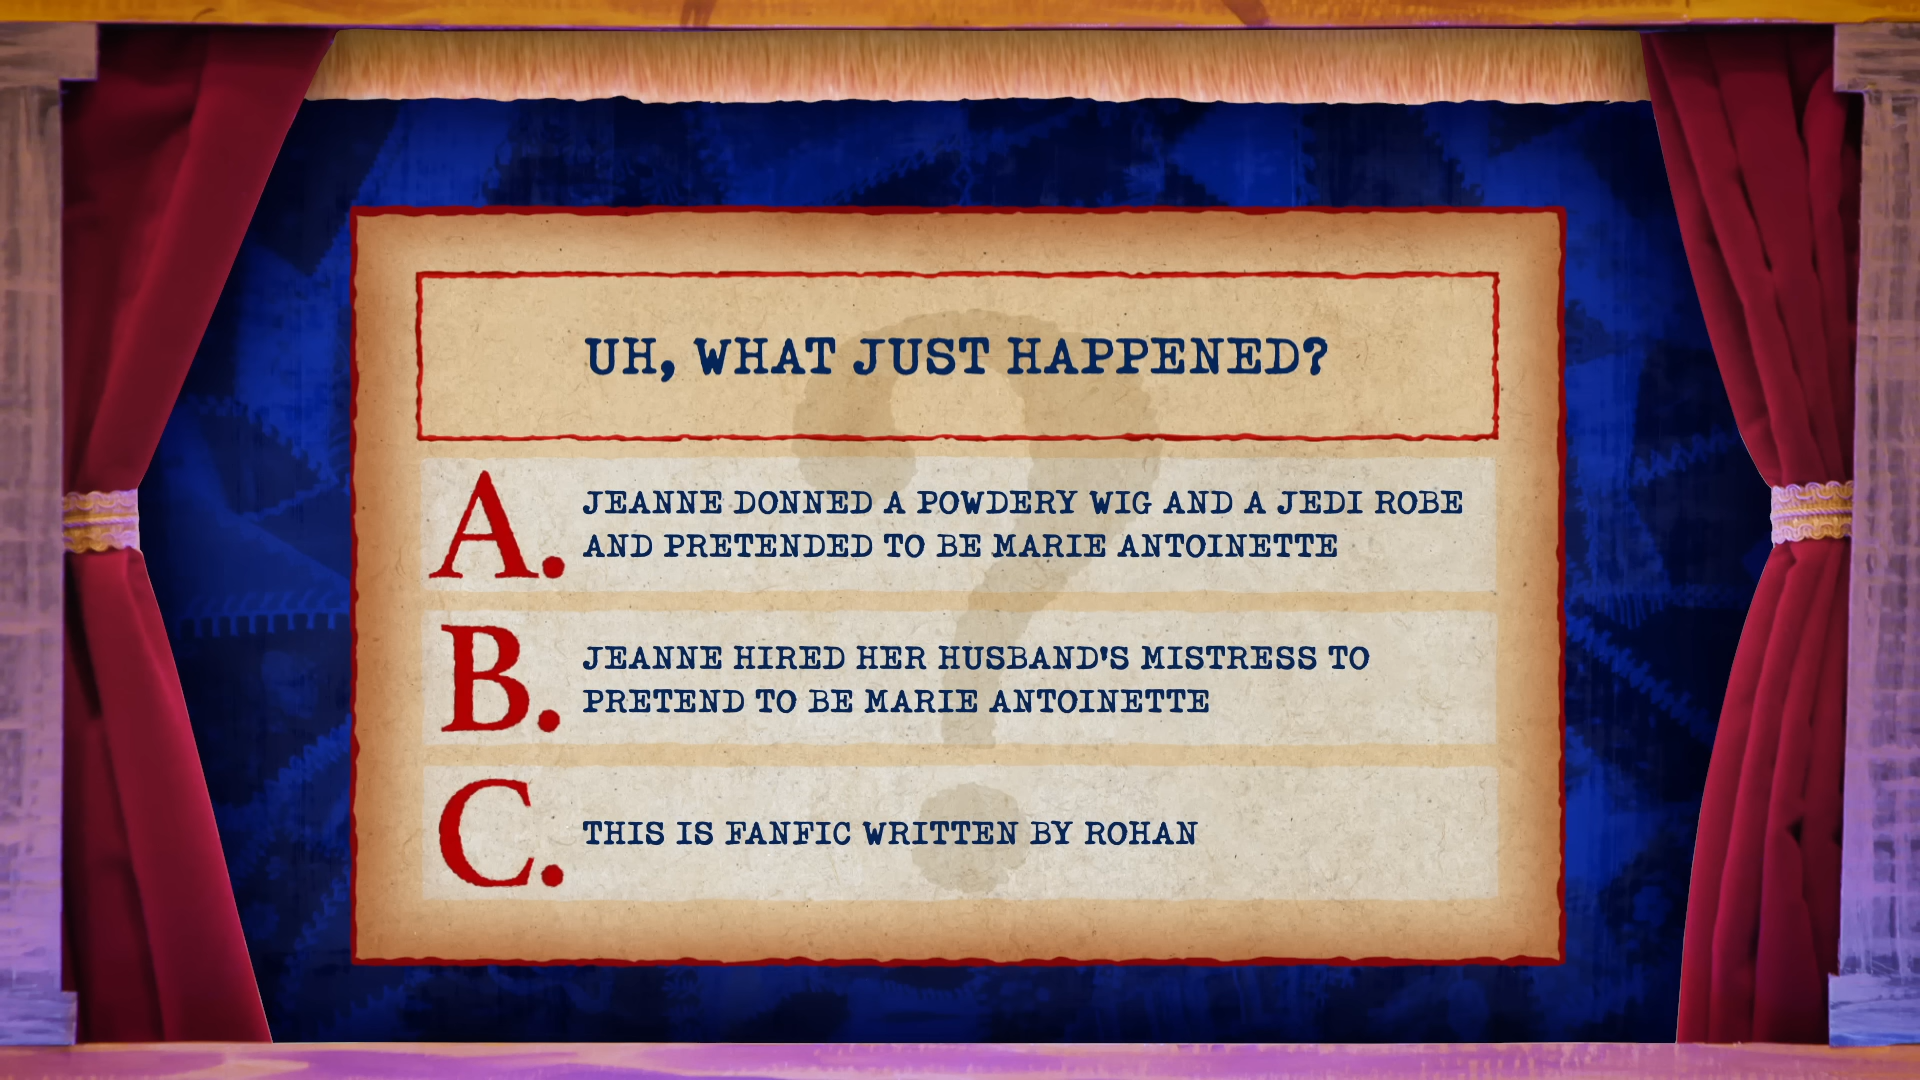 UH, WHAT JUST HAPPENED?
A.
JEANNE DONNED A POWDERY WIG AND A JEDI ROBE
AND PRETENDED TO BE MARIE ANTOINETTE
B.
JEANNE HIRED HER HUSBAND'S MISTRESS TO
PRETEND TO BE MARIE ANTOINETTE
C.
THIS IS FANFIC WRITTEN BY ROHAN